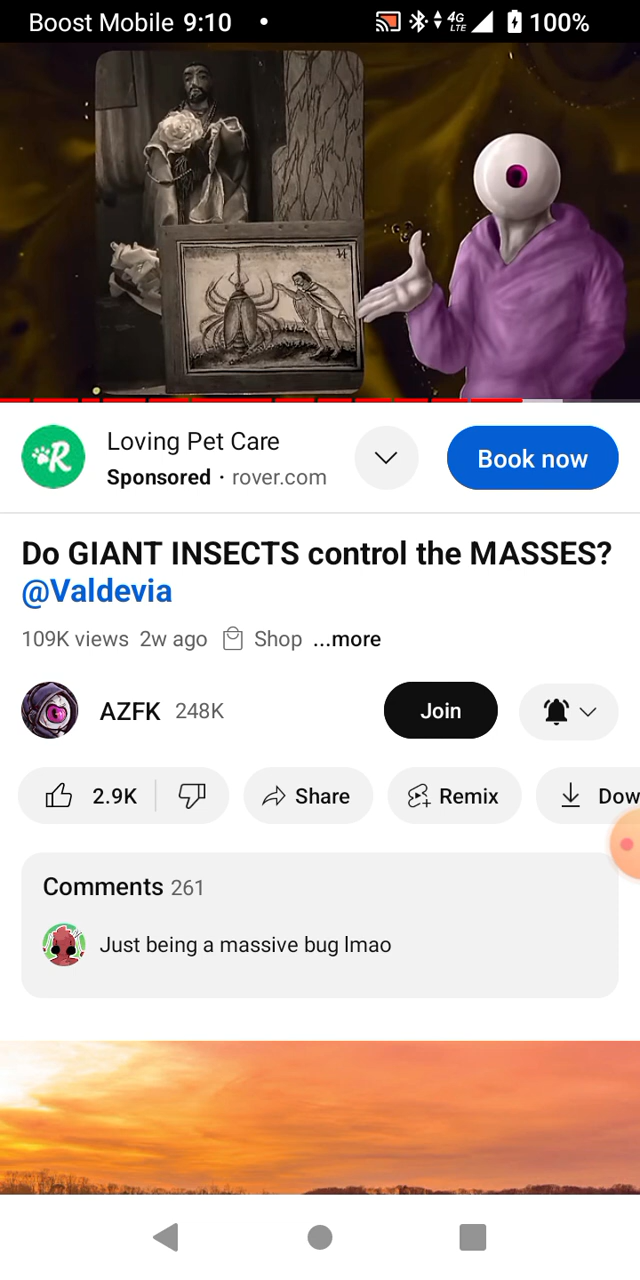 Boost Mobile 9:10
4G
LTE
100%
R
Loving Pet Care
Sponsored · rover.com
Book now
Do GIANT INSECTS control the MASSES?
@Valdevia
109K views 2w ago Shop ...more
AZFK 248K
Join
2.9K
Share
Remix
Dow
Comments 261
Just being a massive bug lmao